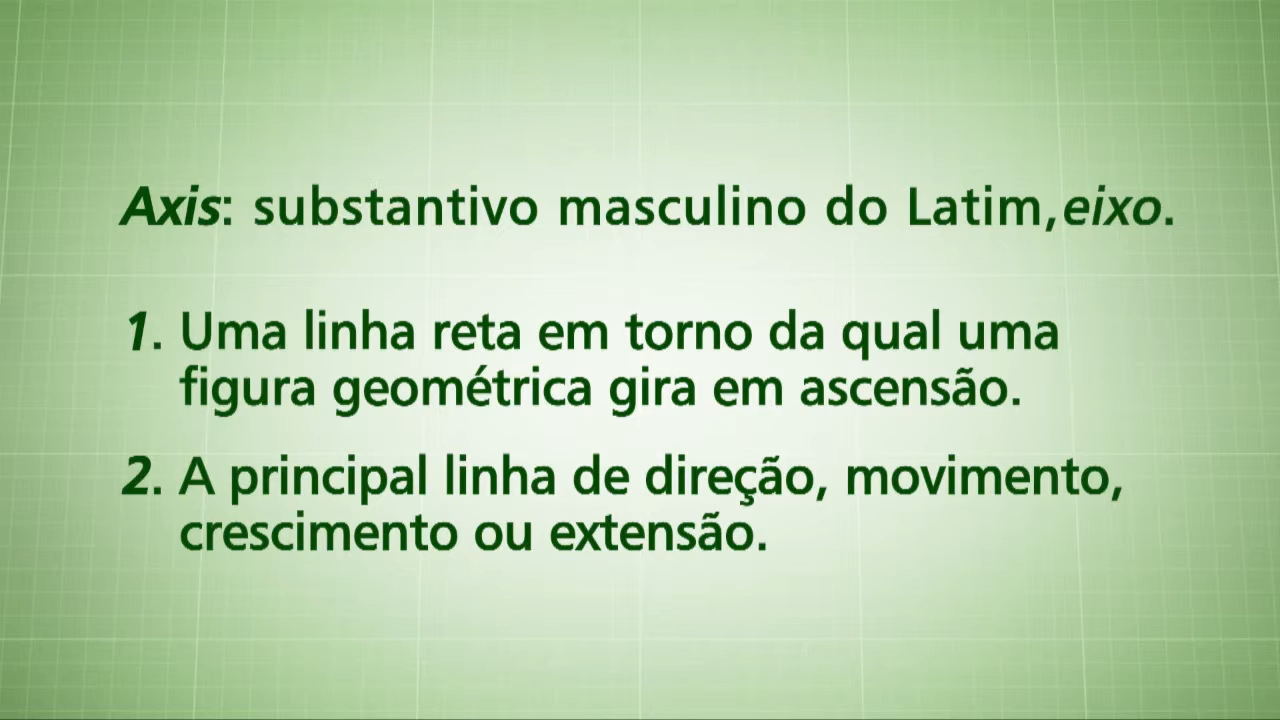 Axis: substantivo masculino do Latim,eixo.
1. Uma linha reta em torno da qual uma
figura geométrica gira em ascensão.
2. A principal linha de direção, movimento,
crescimento ou extensão.